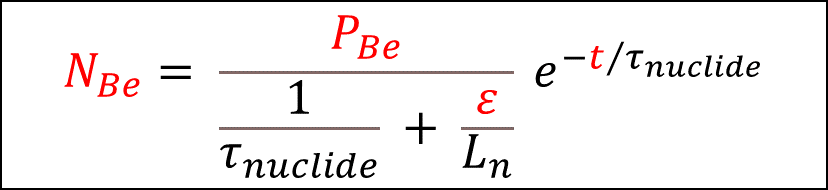 N_Be = P_Be / (1/τ_nuclide + ε/L_n) e^(−t/τ_nuclide)